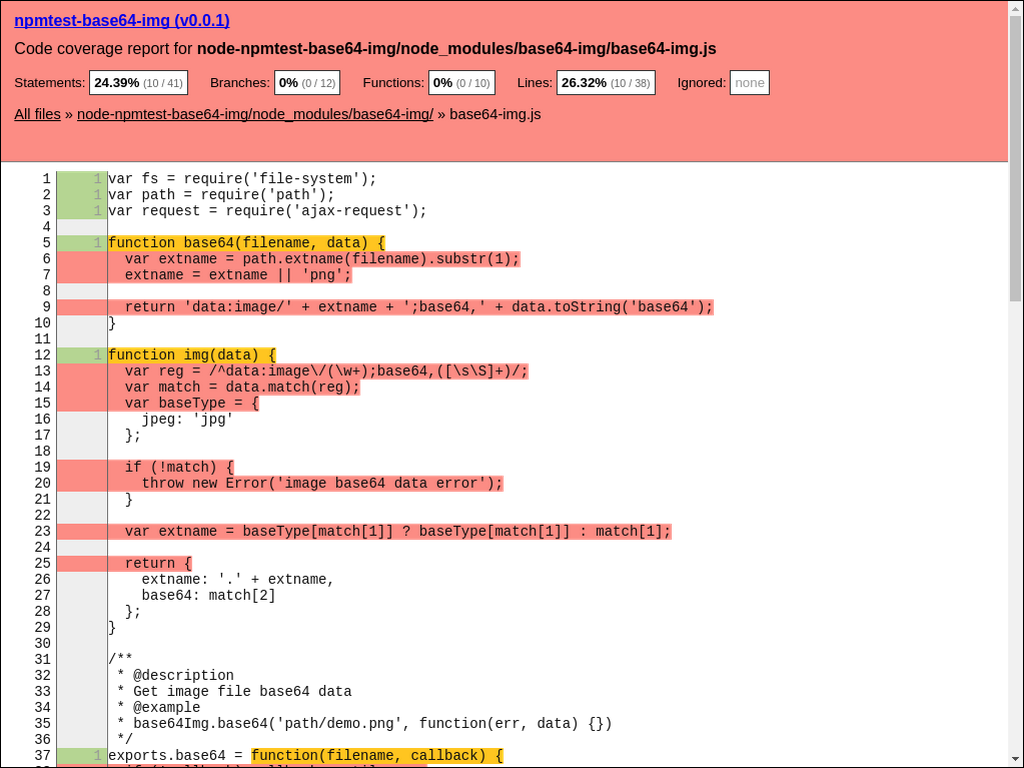 npmtest-base64-img (v0.0.1)
Code coverage report for node-npmtest-base64-img/node_modules/base64-img/base64-img.js
Statements: 24.39% (10 / 41) Branches: 0% (0 / 12) Functions: 0% (0 / 10) Lines: 26.32% (10 / 38) Ignored: none
All files » node-npmtest-base64-img/node_modules/base64-img/ » base64-img.js
1 1 var fs = require('file-system');
2 1 var path = require('path');
3 1 var request = require('ajax-request');
4
5 1 function base64(filename, data) {
6 var extname = path.extname(filename).substr(1);
7 extname = extname || 'png';
8
9 return 'data:image/' + extname + ';base64,' + data.toString('base64');
10 }
11
12 1 function img(data) {
13 var reg = /^data:image\/(\w+);base64,([\s\S]+)/;
14 var match = data.match(reg);
15 var baseType = {
16 jpeg: 'jpg'
17 };
18
19 if (!match) {
20 throw new Error('image base64 data error');
21 }
22
23 var extname = baseType[match[1]] ? baseType[match[1]] : match[1];
24
25 return {
26 extname: '.' + extname,
27 base64: match[2]
28 };
29 }
30
31 /**
32 * @description
33 * Get image file base64 data
34 * @example
35 * base64Img.base64('path/demo.png', function(err, data) {})
36 */
37 1 exports.base64 = function(filename, callback) {